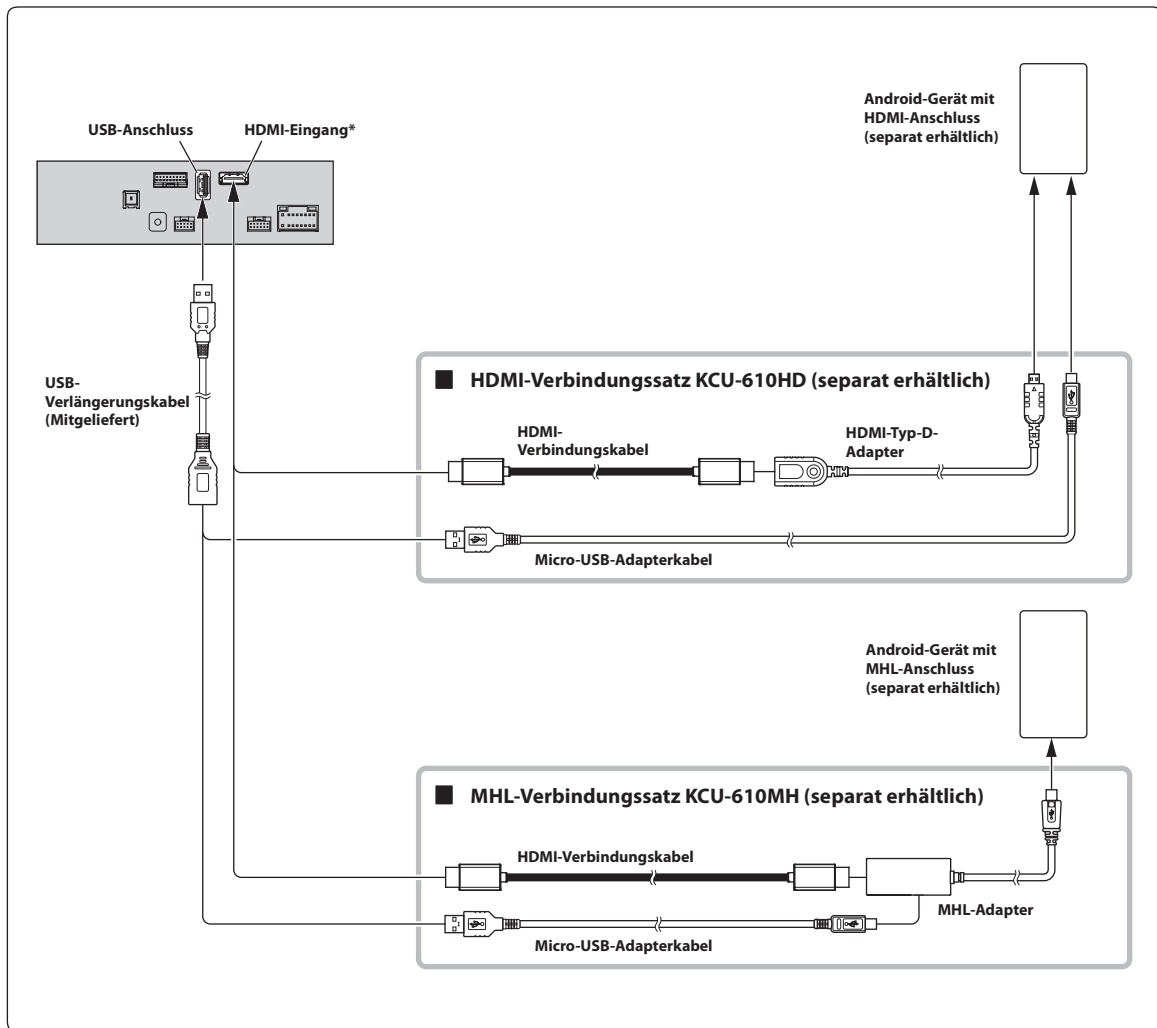 USB-Anschluss
HDMI-Eingang*
Android-Gerät mit
HDMI-Anschluss
(separat erhältlich)
USB-
Verlängerungskabel
(Mitgeliefert)
HDMI-Verbindungssatz KCU-610HD (separat erhältlich)
HDMI-
Verbindungskabel
HDMI-Typ-D-
Adapter
Micro-USB-Adapterkabel
Android-Gerät mit
MHL-Anschluss
(separat erhältlich)
MHL-Verbindungssatz KCU-610MH (separat erhältlich)
HDMI-Verbindungskabel
MHL-Adapter
Micro-USB-Adapterkabel